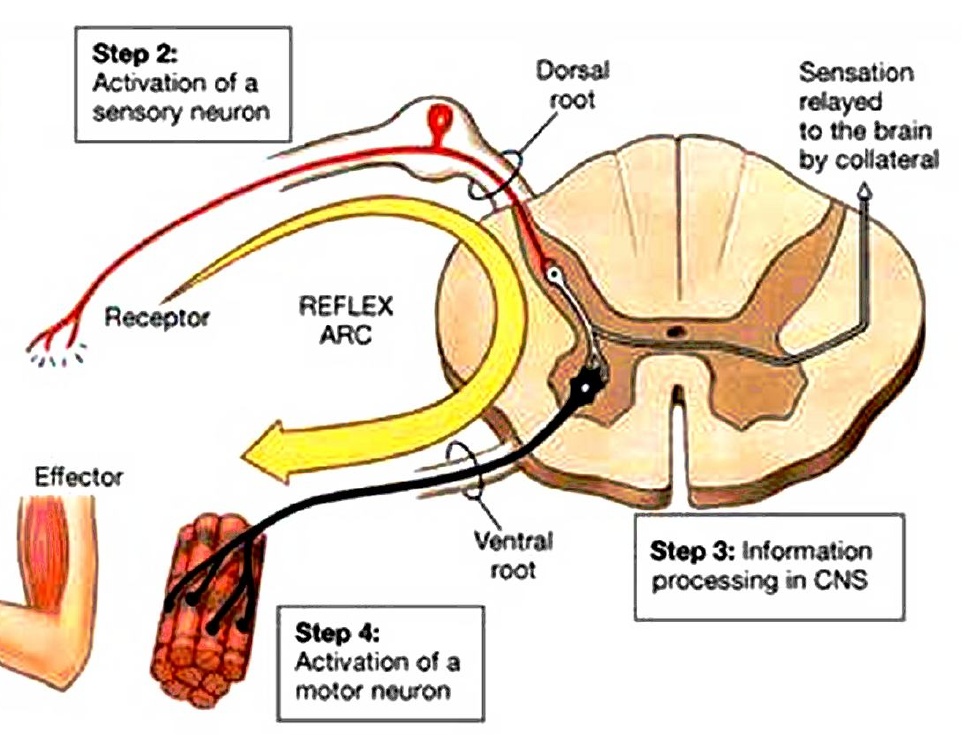 Step 2:
Activation of a
sensory neuron
Dorsal
root
Sensation
relayed
to the brain
by collateral
Receptor
REFLEX
ARC
Effector
Ventral
root
Step 3: Information
processing in CNS
Step 4:
Activation of a
motor neuron